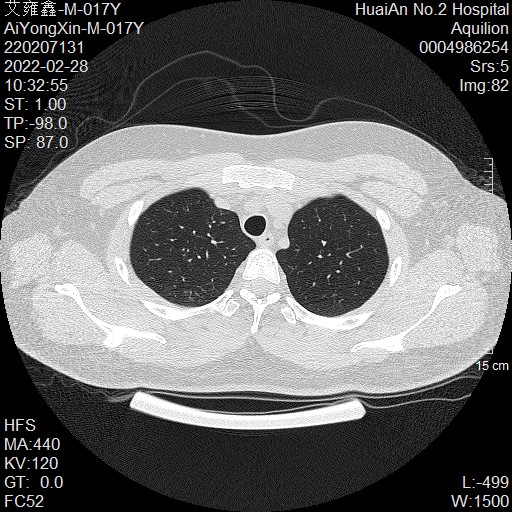 艾雍鑫-M-017Y
AiYongXin-M-017Y
220207131
2022-02-28
10:32:55
ST: 1.00
TP:-98.0
SP: 87.0
HuaiAn No.2 Hospital
Aquilion
0004986254
Srs:5
Img:82
15 cm
HFS
MA:440
KV:120
GT: 0.0
FC52
L:-499
W:1500